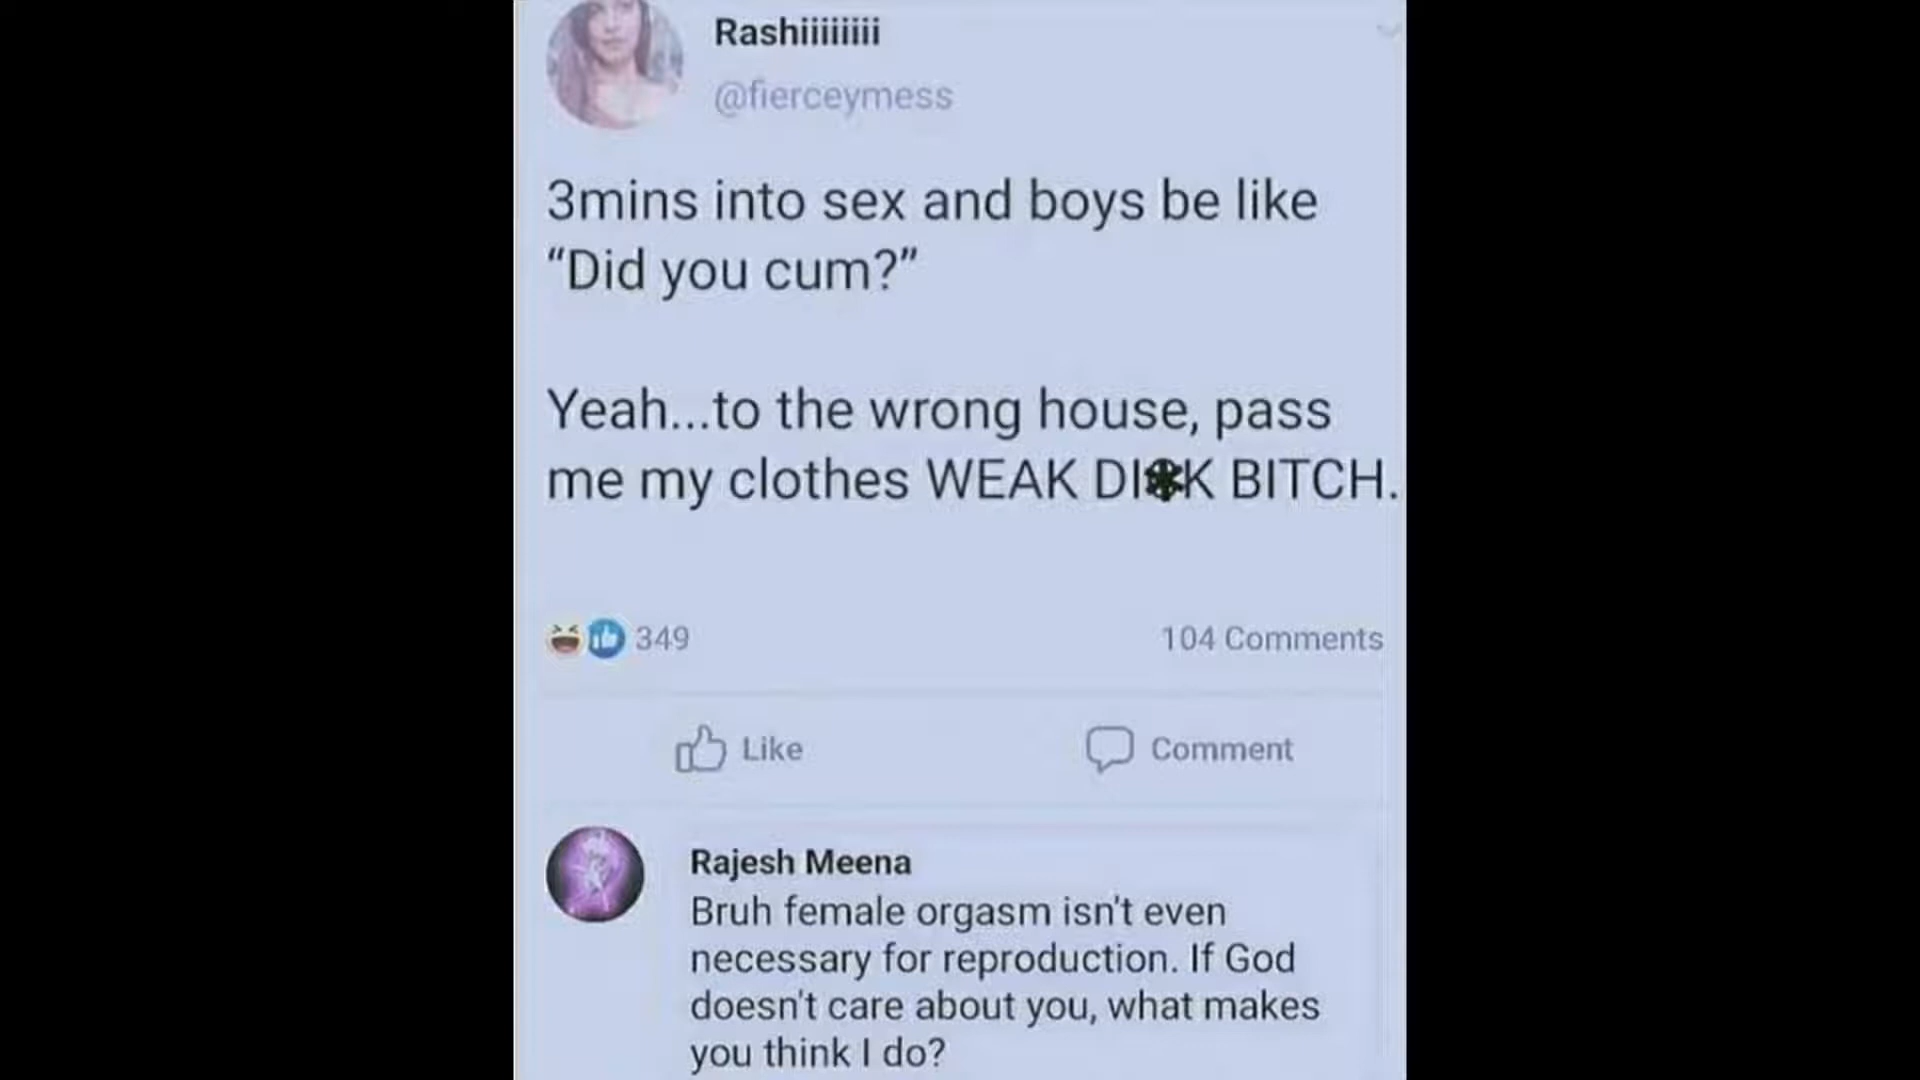 Rashiiiiiiiii
@fierceymess
3mins into sex and boys be like
“Did you cum?”
Yeah...to the wrong house, pass
me my clothes WEAK DI✱K BITCH.
349
104 Comments
Like
Comment
Rajesh Meena
Bruh female orgasm isn't even
necessary for reproduction. If God
doesn't care about you, what makes
you think I do?